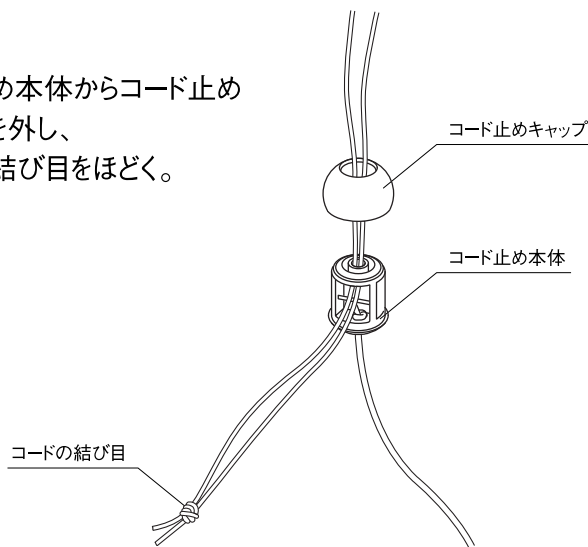 め本体からコード止め
を外し、
結び目をほどく。
コード止めキャップ
コード止め本体
コードの結び目